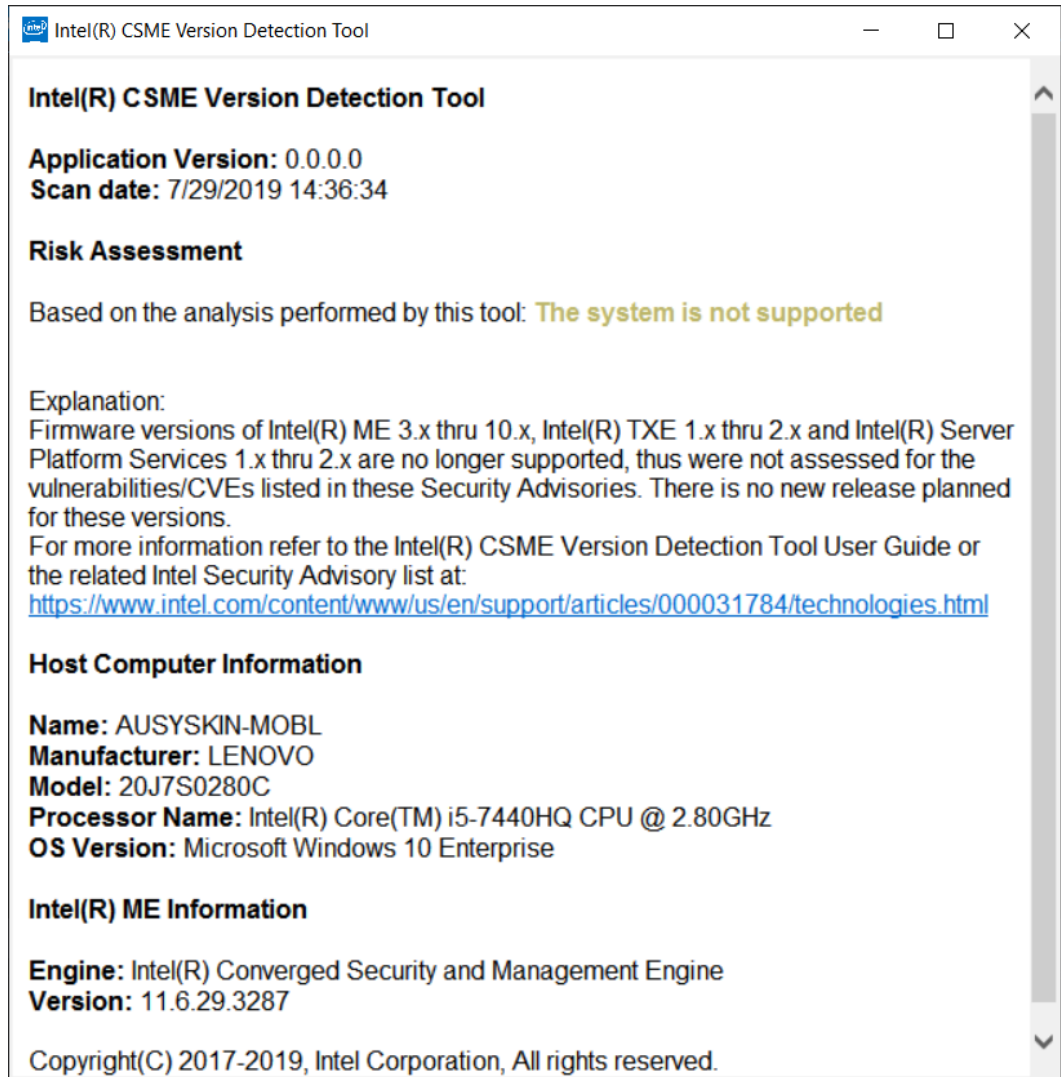 Intel(R) CSME Version Detection Tool
Intel(R) CSME Version Detection Tool
Application Version: 0.0.0.0
Scan date: 7/29/2019 14:36:34
Risk Assessment
Based on the analysis performed by this tool: The system is not supported
Explanation:
Firmware versions of Intel(R) ME 3.x thru 10.x, Intel(R) TXE 1.x thru 2.x and Intel(R) Server
Platform Services 1.x thru 2.x are no longer supported, thus were not assessed for the
vulnerabilities/CVEs listed in these Security Advisories. There is no new release planned
for these versions.
For more information refer to the Intel(R) CSME Version Detection Tool User Guide or
the related Intel Security Advisory list at:
https://www.intel.com/content/www/us/en/support/articles/000031784/technologies.html
Host Computer Information
Name: AUSYSKIN-MOBL
Manufacturer: LENOVO
Model: 20J7S0280C
Processor Name: Intel(R) Core(TM) i5-7440HQ CPU @ 2.80GHz
OS Version: Microsoft Windows 10 Enterprise
Intel(R) ME Information
Engine: Intel(R) Converged Security and Management Engine
Version: 11.6.29.3287
Copyright(C) 2017-2019, Intel Corporation, All rights reserved.